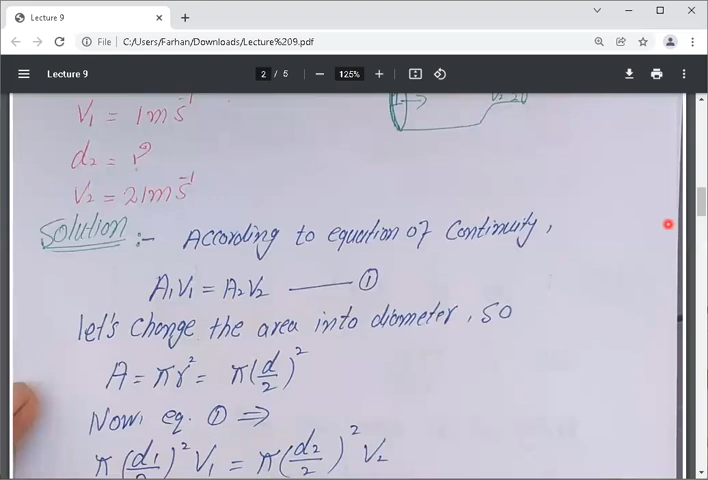 Lecture 9
File
C:/Users/Farhan/Downloads/Lecture%209.pdf
Lecture 9
2 / 5
125%
V₁ = 1ms⁻¹
d₂ = ?
V₂ = 21ms⁻¹
Solution :- According to equation of Continuity,
A₁V₁ = A₂V₂ —— ①
let's change the area into diameter, so
A = πr² = π(d/2)²
Now, eq. ① ⇒
π(d₁/2)² V₁ = π(d₂/2)² V₂